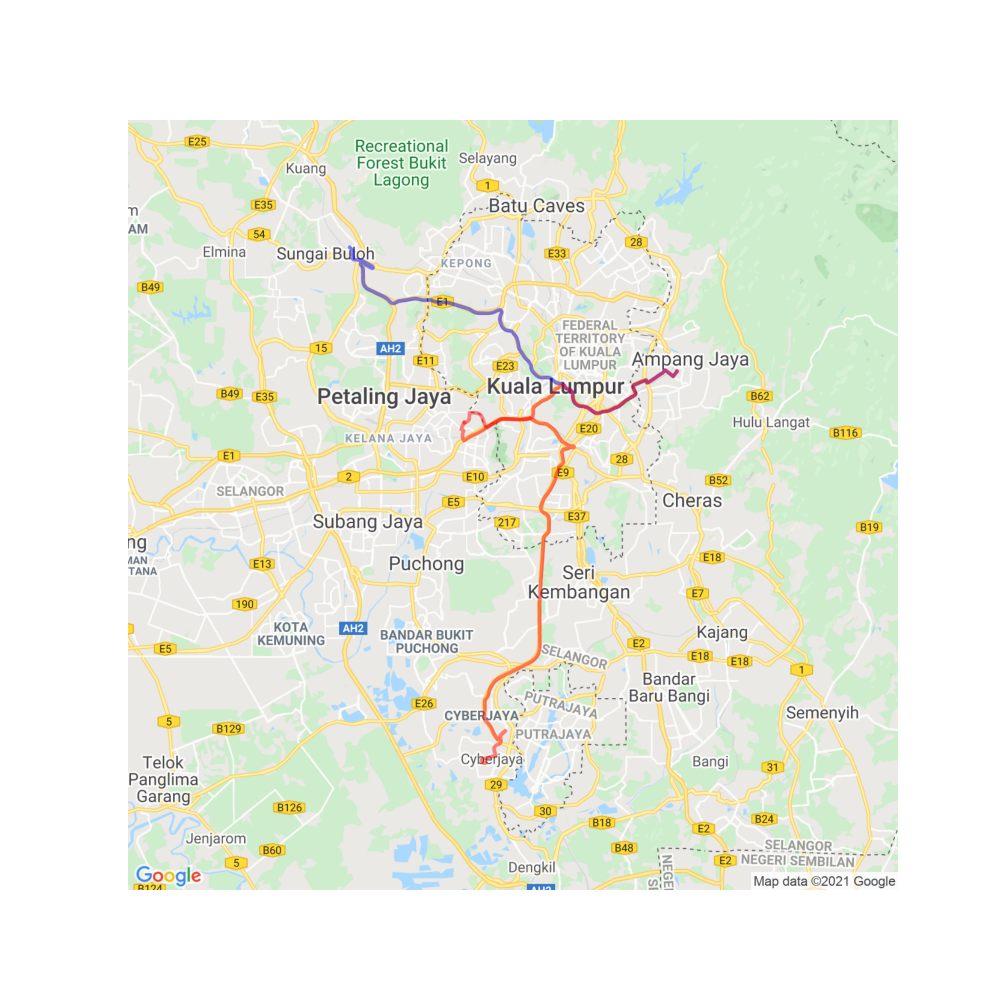 E25
Recreational
Forest Bukit
Lagong
Selayang
Kuang
1
Batu Caves
E35
m
AM
54
28
Elmina
Sungai Buloh
E33
KEPONG
B49
E1
FEDERAL
TERRITORY
OF KUALA
LUMPUR
15
AH2
E11
E23
Ampang Jaya
Kuala Lumpur
Petaling Jaya
B49
E35
B62
Hulu Langat
E20
B116
KELANA JAYA
E1
28
2
E10
E9
B52
SELANGOR
E5
Cheras
Subang Jaya
217
E37
B19
ng
MAN
TANA
E13
Puchong
E18
Seri
Kembangan
190
E7
KOTA
KEMUNING
AH2
BANDAR BUKIT
PUCHONG
Kajang
E5
E2
E18
E18
SELANGOR
1
Bandar
Baru Bangi
E26
CYBERJAYA
PUTRAJAYA
5
B129
PUTRAJAYA
Semenyih
Telok
Panglima
Garang
Cyberjaya
Bangi
31
29
B126
30
B18
B24
Jenjarom
E2
B60
B48
SELANGOR
NEGERI SEMBILAN
5
E2
Dengkil
NEGE
SE
Google
B124
AH2
Map data ©2021 Google